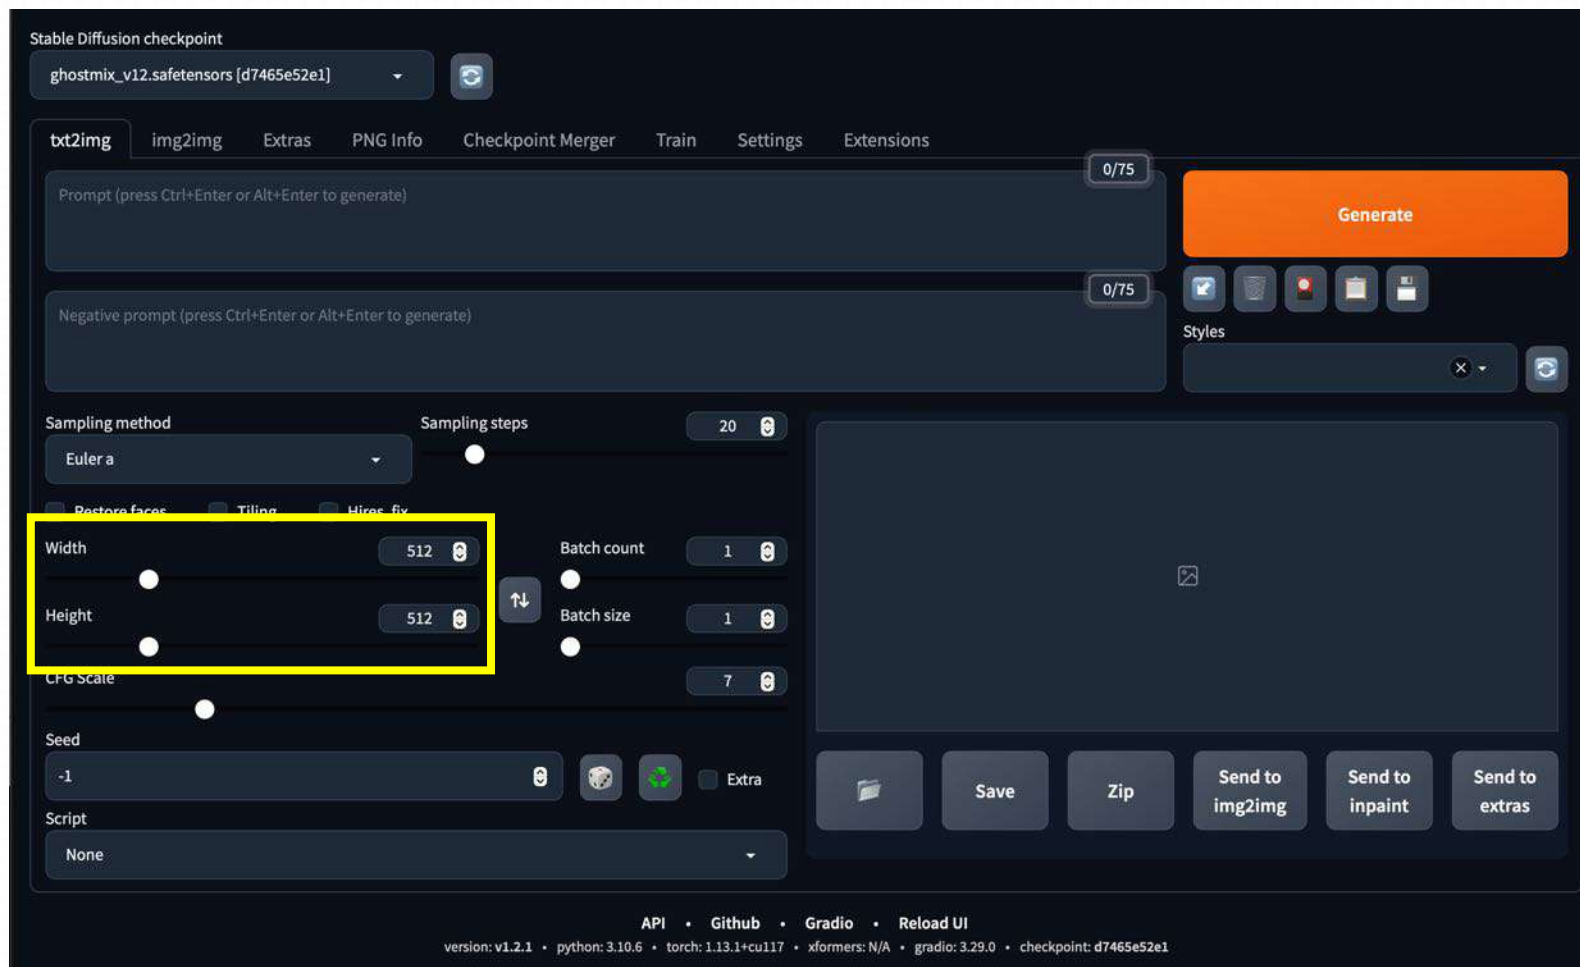 Stable Diffusion checkpoint
ghostmix_v12.safetensors [d7465e52e1]
txt2img img2img Extras PNG Info Checkpoint Merger Train Settings Extensions
0/75
Prompt (press Ctrl+Enter or Alt+Enter to generate)
Generate
0/75
Negative prompt (press Ctrl+Enter or Alt+Enter to generate)
Styles
Sampling method
Euler a
Sampling steps 20
Restore faces Tiling Hires. fix
Width 512
Height 512
Batch count 1
Batch size 1
CFG Scale 7
Seed
-1
Extra
Script
None
Save
Zip
Send to
img2img
Send to
inpaint
Send to
extras
API • Github • Gradio • Reload UI
version: v1.2.1 • python: 3.10.6 • torch: 1.13.1+cu117 • xformers: N/A • gradio: 3.29.0 • checkpoint: d7465e52e1